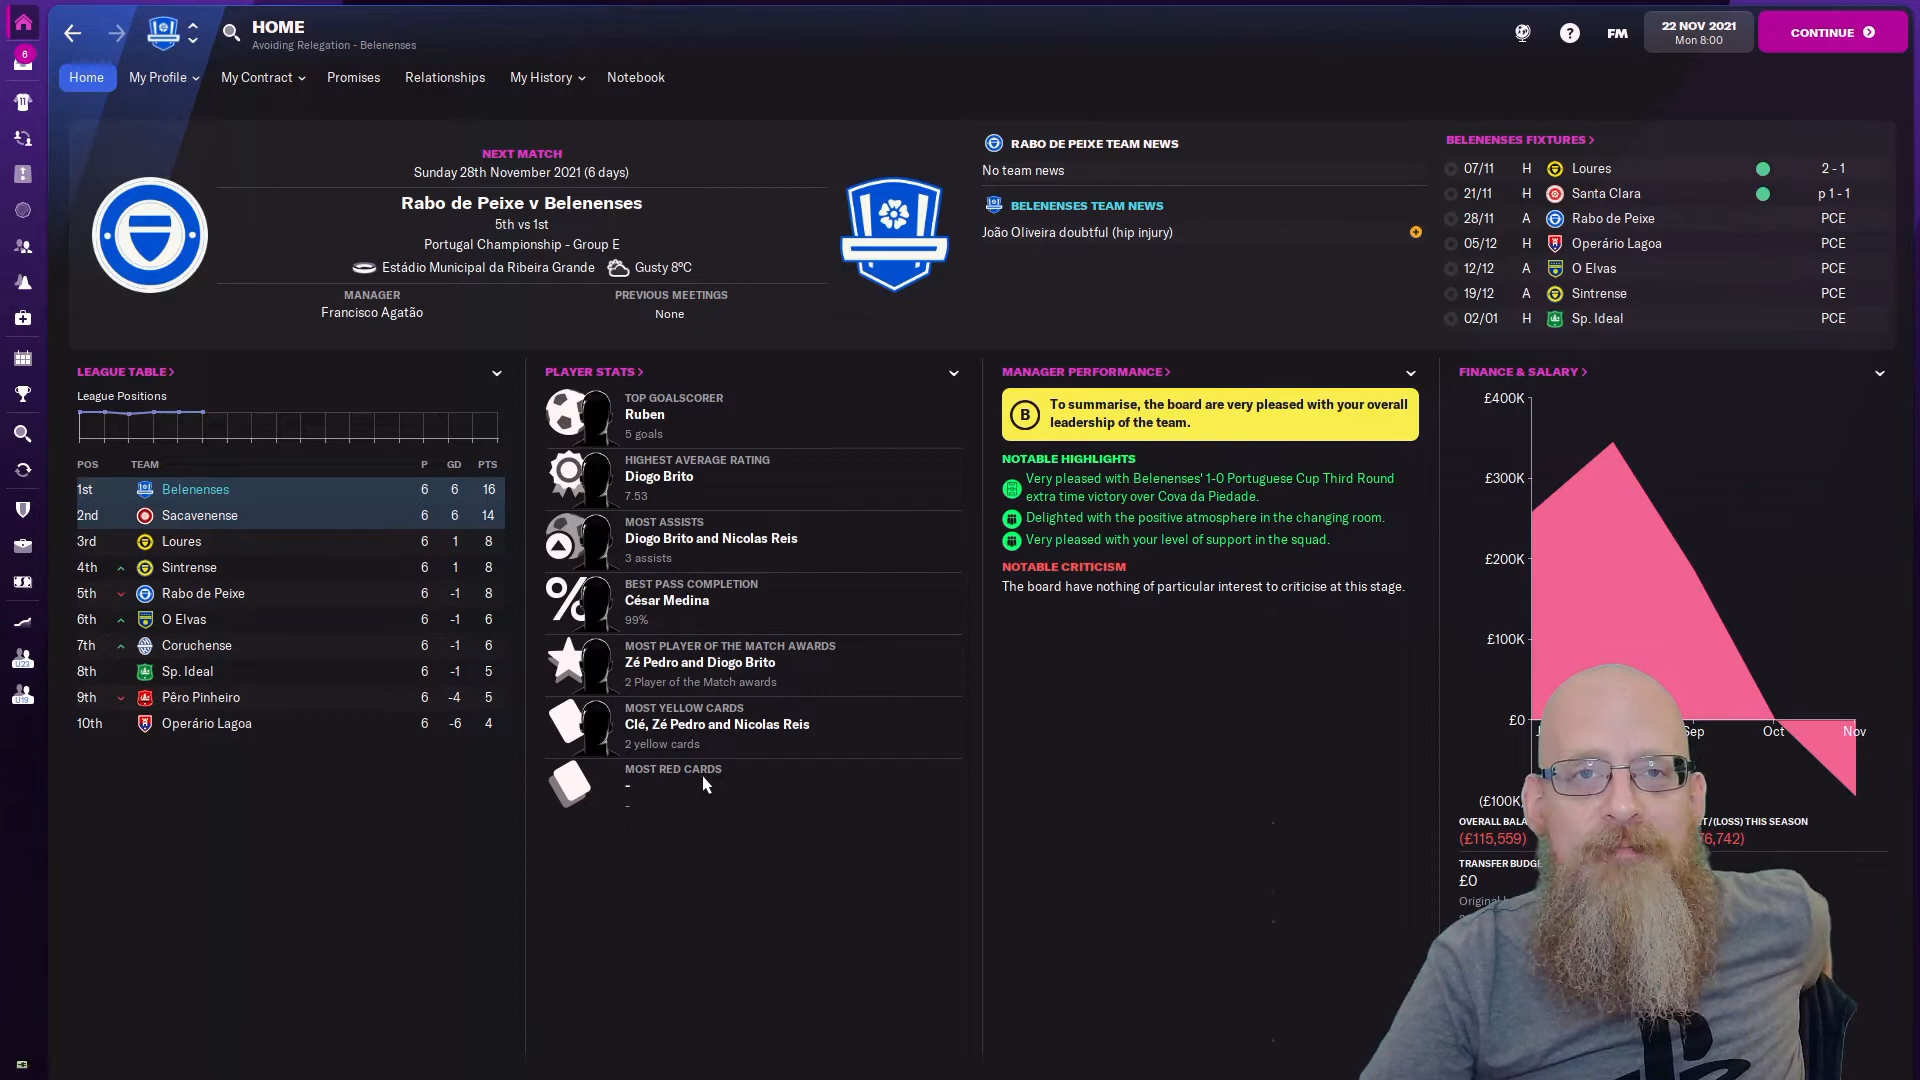 HOME
Avoiding Relegation - Belenenses
FM
22 NOV 2021
Mon 8:00
CONTINUE
6
Home
My Profile
My Contract
Promises
Relationships
My History
Notebook
NEXT MATCH
Sunday 28th November 2021 (6 days)
Rabo de Peixe v Belenenses
5th vs 1st
Portugal Championship - Group E
Estádio Municipal da Ribeira Grande
Gusty 8ºC
MANAGER
Francisco Agatão
PREVIOUS MEETINGS
None
RABO DE PEIXE TEAM NEWS
No team news
BELENENSES TEAM NEWS
João Oliveira doubtful (hip injury)
BELENENSES FIXTURES >
07/11 H Loures 2 - 1
21/11 H Santa Clara p 1 - 1
28/11 A Rabo de Peixe PCE
05/12 H Operário Lagoa PCE
12/12 A O Elvas PCE
19/12 A Sintrense PCE
02/01 H Sp. Ideal PCE
LEAGUE TABLE >
League Positions
POS TEAM P GD PTS
1st Belenenses 6 6 16
2nd Sacavenense 6 6 14
3rd Loures 6 1 8
4th Sintrense 6 1 8
5th Rabo de Peixe 6 -1 8
6th O Elvas 6 -1 6
7th Coruchense 6 -1 6
8th Sp. Ideal 6 -1 5
9th Pêro Pinheiro 6 -4 5
10th Operário Lagoa 6 -6 4
PLAYER STATS >
TOP GOALSCORER
Ruben
5 goals
HIGHEST AVERAGE RATING
Diogo Brito
7.53
MOST ASSISTS
Diogo Brito and Nicolas Reis
3 assists
BEST PASS COMPLETION
César Medina
99%
MOST PLAYER OF THE MATCH AWARDS
Zé Pedro and Diogo Brito
2 Player of the Match awards
MOST YELLOW CARDS
Clé, Zé Pedro and Nicolas Reis
2 yellow cards
MOST RED CARDS
-
-
MANAGER PERFORMANCE >
B
To summarise, the board are very pleased with your overall
leadership of the team.
NOTABLE HIGHLIGHTS
Very pleased with Belenenses' 1-0 Portuguese Cup Third Round
extra time victory over Cova da Piedade.
Delighted with the positive atmosphere in the changing room.
Very pleased with your level of support in the squad.
NOTABLE CRITICISM
The board have nothing of particular interest to criticise at this stage.
FINANCE & SALARY >
£400K
£300K
£200K
£100K
£0
Sep
Oct
Nov
(£100K
OVERALL BALA
(£115,559)
T/(LOSS) THIS SEASON
6,742)
TRANSFER BUDGE
£0
Original
U23
U19